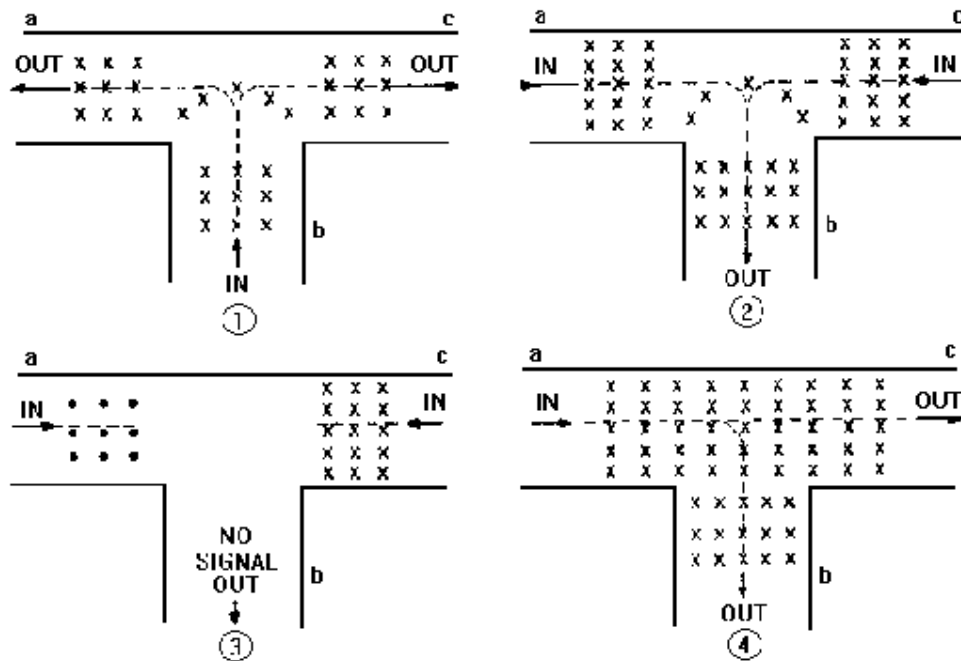 a c
OUT OUT
b
IN
1
a c
IN IN
b
OUT
2
a c
IN IN
NO
SIGNAL
OUT
b
3
a c
IN OUT
b
OUT
4